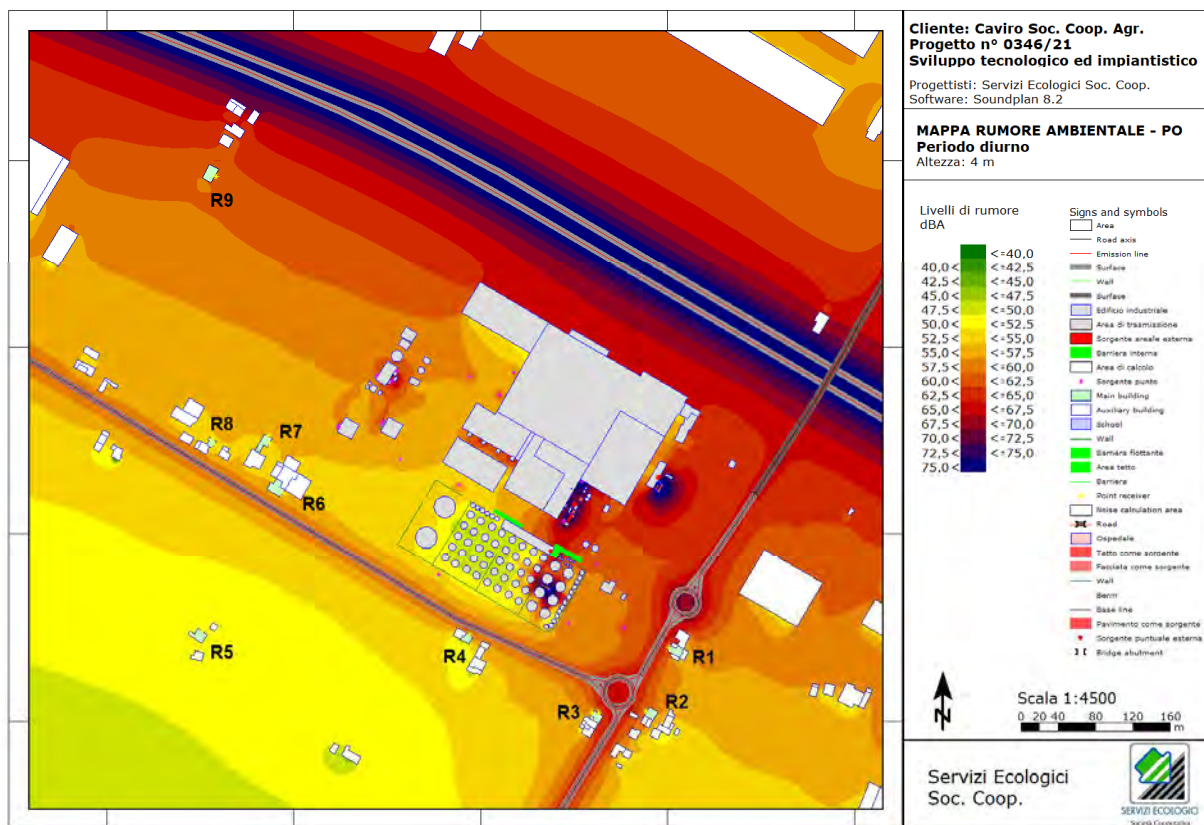 Cliente: Caviro Soc. Coop. Agr.
Progetto n° 0346/21
Sviluppo tecnologico ed impiantistico
Progettisti: Servizi Ecologici Soc. Coop.
Software: Soundplan 8.2
MAPPA RUMORE AMBIENTALE - PO
Periodo diurno
Altezza: 4 m
Livelli di rumore
dBA
<=40,0
40,0 < <=42,5
42,5 < <=45,0
45,0 < <=47,5
47,5 < <=50,0
50,0 < <=52,5
52,5 < <=55,0
55,0 < <=57,5
57,5 < <=60,0
60,0 < <=62,5
62,5 < <=65,0
65,0 < <=67,5
67,5 < <=70,0
70,0 < <=72,5
72,5 < <=75,0
75,0 <
Signs and symbols
Area
Road axis
Emission line
Surface
Wall
Surface
Edificio industriale
Area di trasmissione
Sorgente areale esterna
Barriera interna
Area di calcolo
Sorgente punto
Main building
Auxiliary building
School
Wall
Barriera flottante
Area tetto
Barriera
Point receiver
Noise calculation area
Road
Ospedale
Tetto come sorgente
Facciata come sorgente
Wall
Berm
Base line
Pavimento come sorgente
Sorgente puntuale esterna
Bridge abutment
R9
R8
R7
R6
R5
R4
R1
R2
R3
N
Scala 1:4500
0 20 40 80 120 160
m
Servizi Ecologici
Soc. Coop.
SERVIZI ECOLOGICI
Società Cooperativa